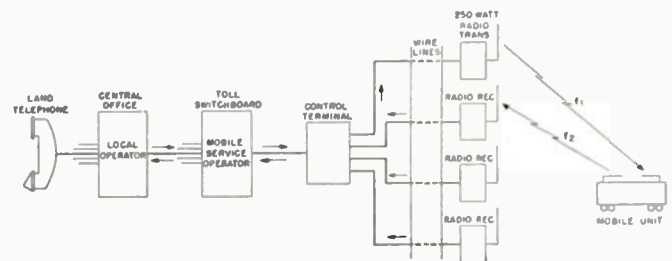 250 WATT
RADIO
TRANS
WIRE
LINES
LAND
TELEPHONE
CENTRAL
OFFICE
TOLL
SWITCHBOARD
CONTROL
TERMINAL
RADIO REC
f1
f2
LOCAL
OPERATOR
MOBILE
SERVICE
OPERATOR
RADIO REC
MOBILE UNIT
RADIO REC